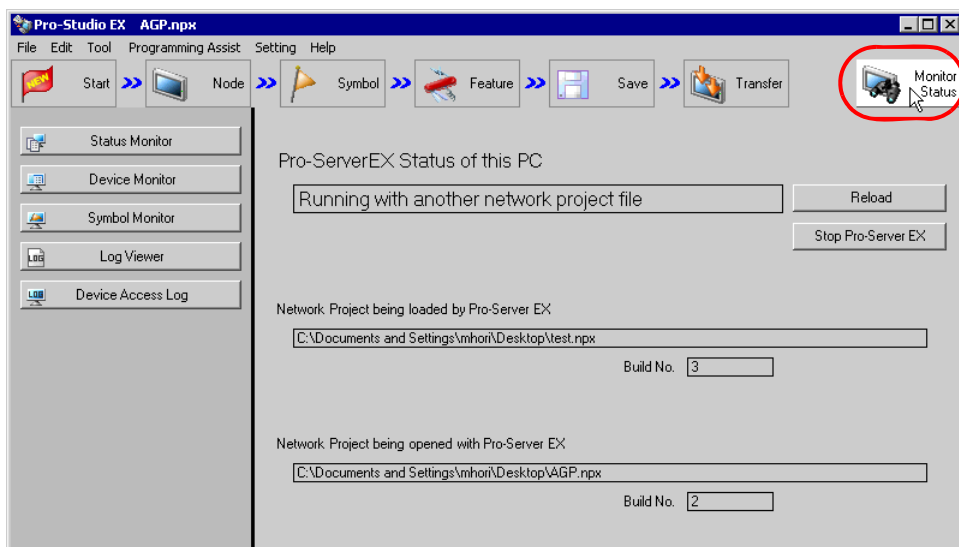 Pro-Studio EX AGP.npx
File Edit Tool Programming Assist Setting Help
NEW Start Node Symbol Feature Save Transfer Monitor Status
Status Monitor
Device Monitor
Symbol Monitor
LOG Log Viewer
LOG Device Access Log
Pro-ServerEX Status of this PC
Running with another network project file
Reload
Stop Pro-Server EX
Network Project being loaded by Pro-Server EX
C:\Documents and Settings\mhori\Desktop\test.npx
Build No. 3
Network Project being opened with Pro-Server EX
C:\Documents and Settings\mhori\Desktop\AGP.npx
Build No. 2